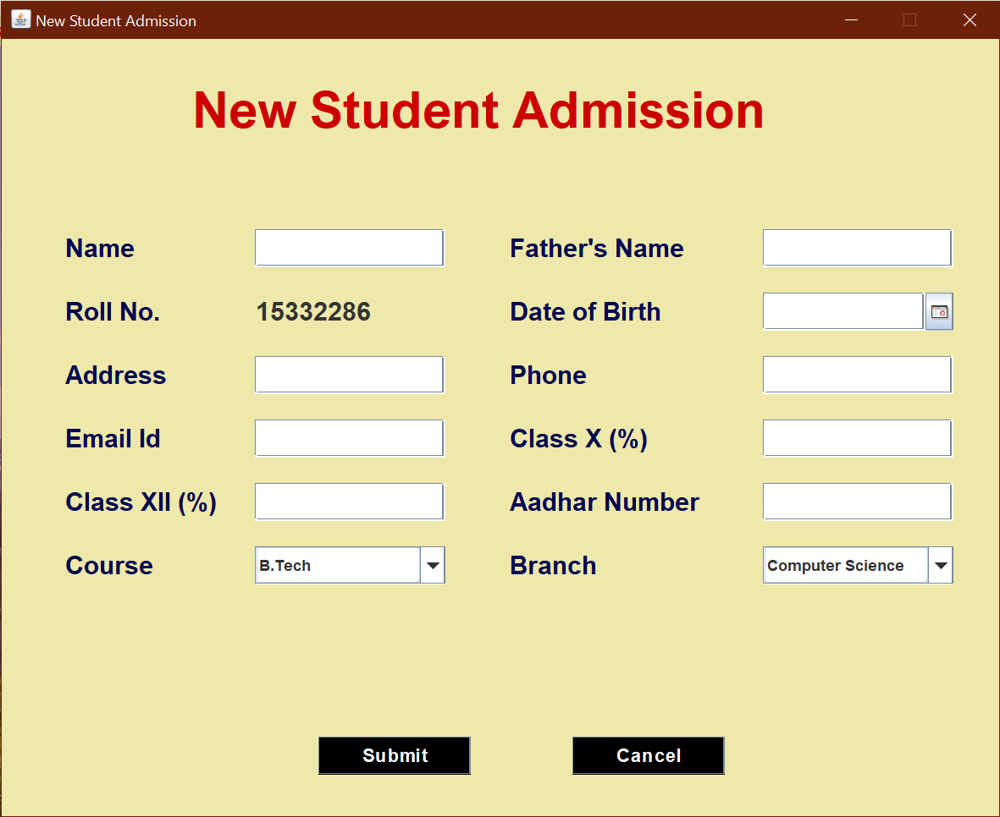 New Student Admission
New Student Admission
Name Father's Name
Roll No. 15332286 Date of Birth
Address Phone
Email Id Class X (%)
Class XII (%) Aadhar Number
Course B.Tech Branch Computer Science
Submit Cancel